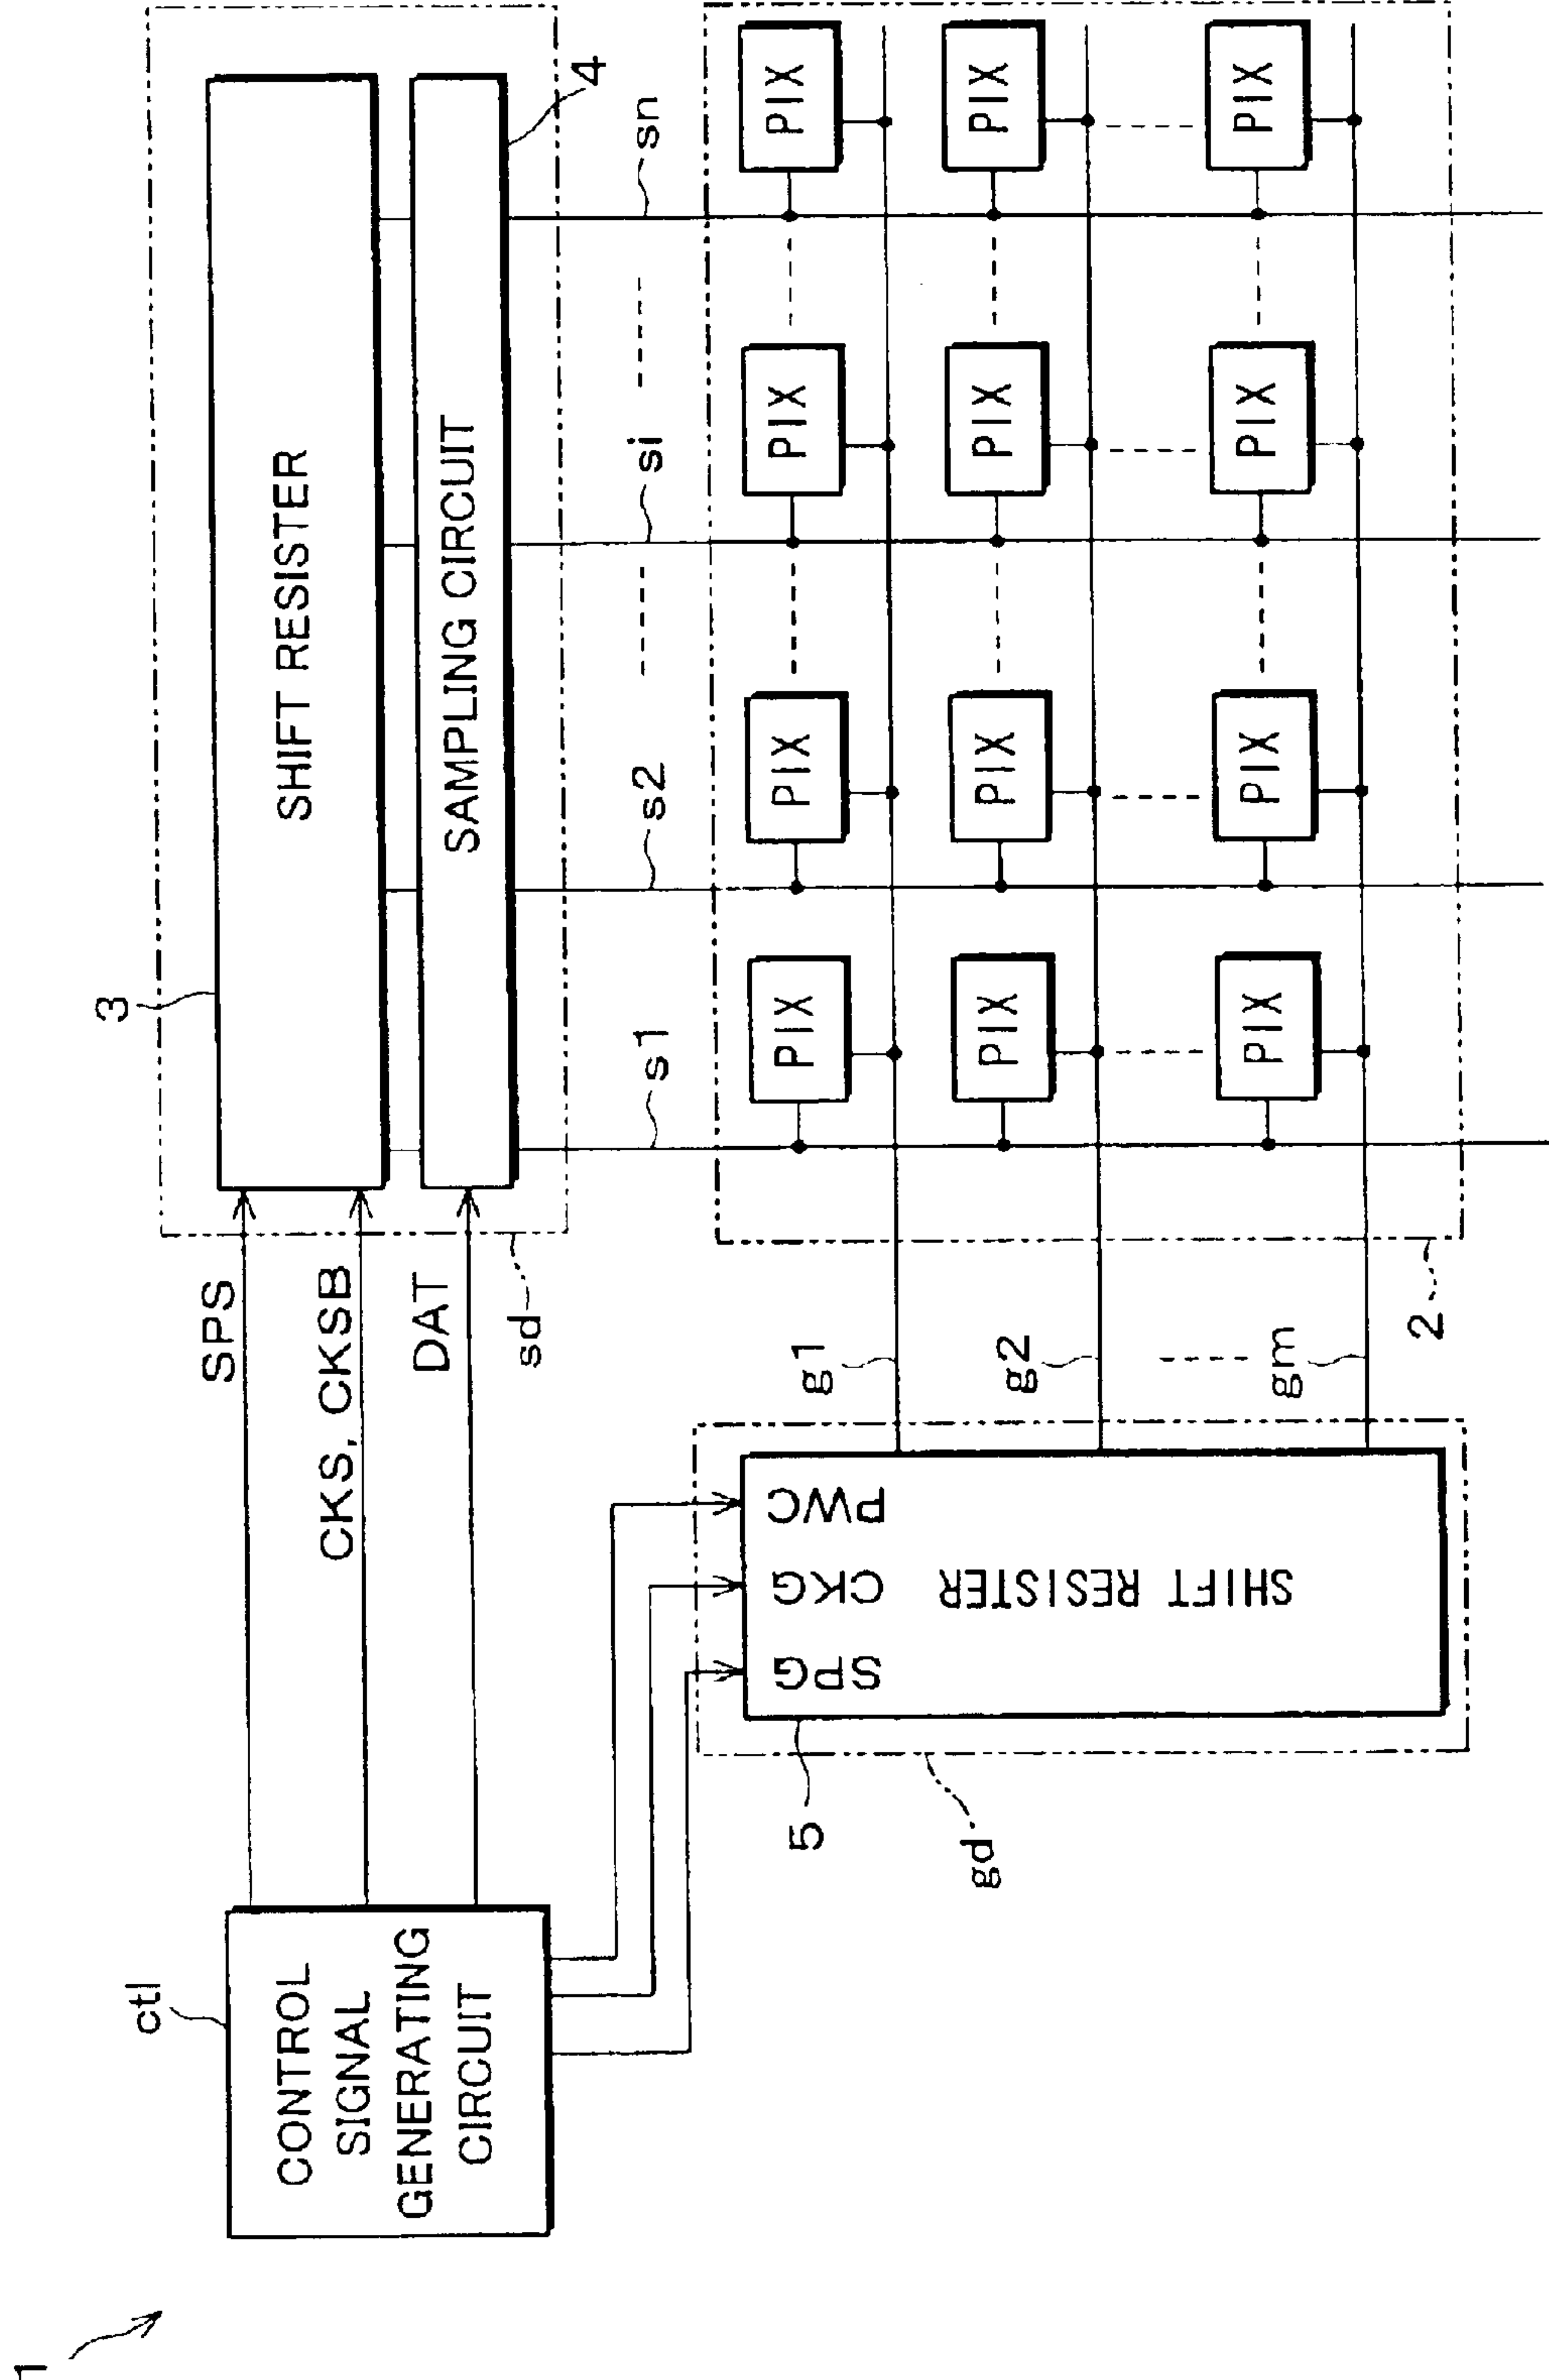 1
ctl
CONTROL
SIGNAL
GENERATING
CIRCUIT
SPS
CKS, CKSB
DAT
sd
3
SHIFT RESISTER
SAMPLING CIRCUIT
4
s1
s2
si
sn
5
gd
SPG
CKG
PWC
SHIFT RESISTER
g1
g2
gm
2
PIX PIX PIX PIX
PIX PIX PIX PIX
PIX PIX PIX PIX